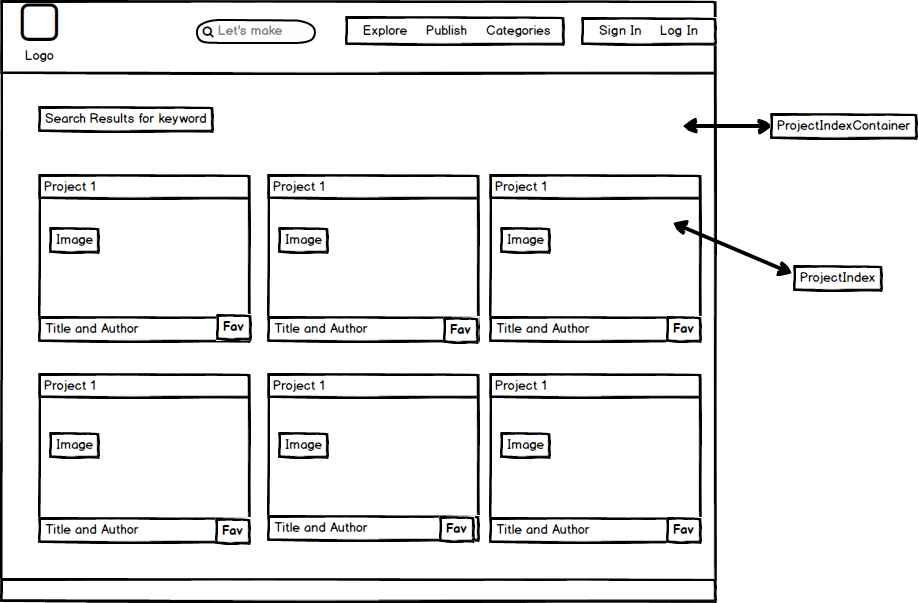 Let's make
Explore Publish Categories
Sign In Log In
Logo
Search Results for keyword
ProjectIndexContainer
Project 1
Project 1
Project 1
Image
Image
Image
ProjectIndex
Title and Author
Fav
Title and Author
Fav
Title and Author
Fav
Project 1
Project 1
Project 1
Image
Image
Image
Title and Author
Fav
Title and Author
Fav
Title and Author
Fav